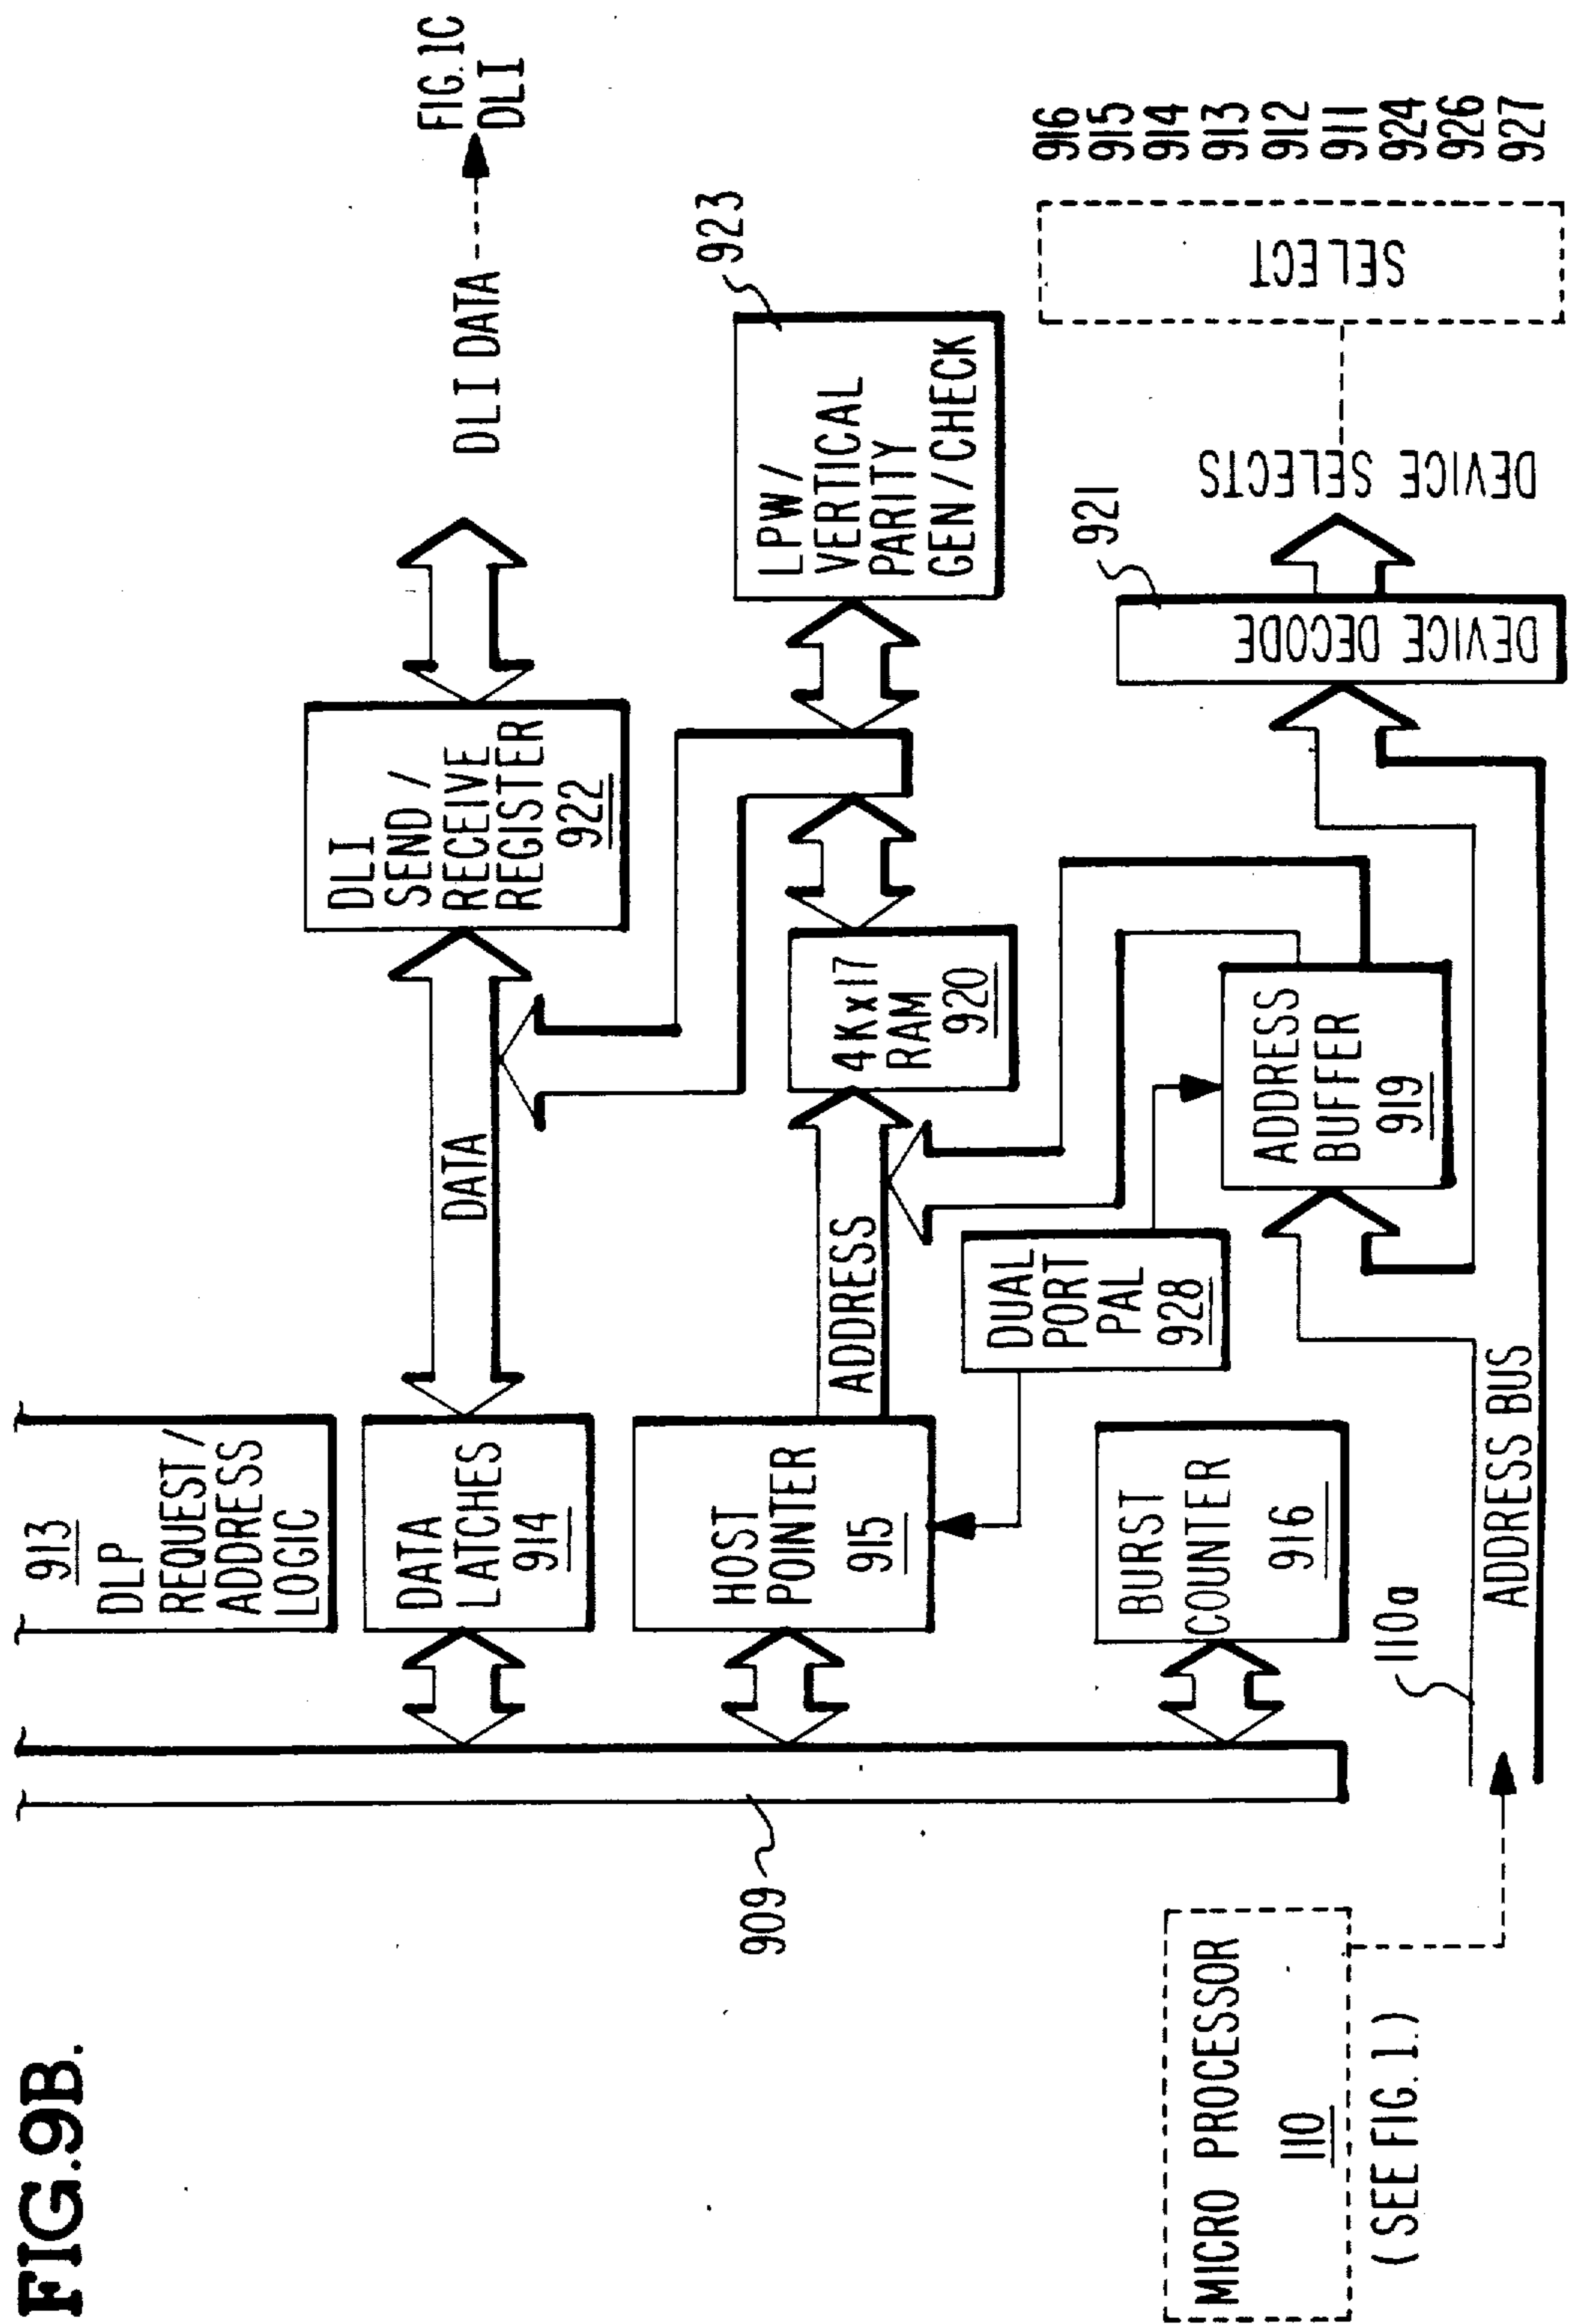 FIG.9B.
FIG.1C
DLI
DLI DATA
913
DLP
REQUEST/
ADDRESS
LOGIC
DATA
LATCHES
914
DATA
DLI
SEND /
RECEIVE
REGISTER
922
HOST
POINTER
915
ADDRESS
4Kx17
RAM
920
LPW /
VERTICAL
PARITY
GEN/CHECK
923
909
DUAL
PORT
PAL
928
BURST
COUNTER
916
ADDRESS
BUFFER
919
DEVICE DECODE
921
DEVICE SELECTS
SELECT
916
915
914
913
912
911
924
926
927
MICRO PROCESSOR
110
(SEE FIG.1.)
110a
ADDRESS BUS